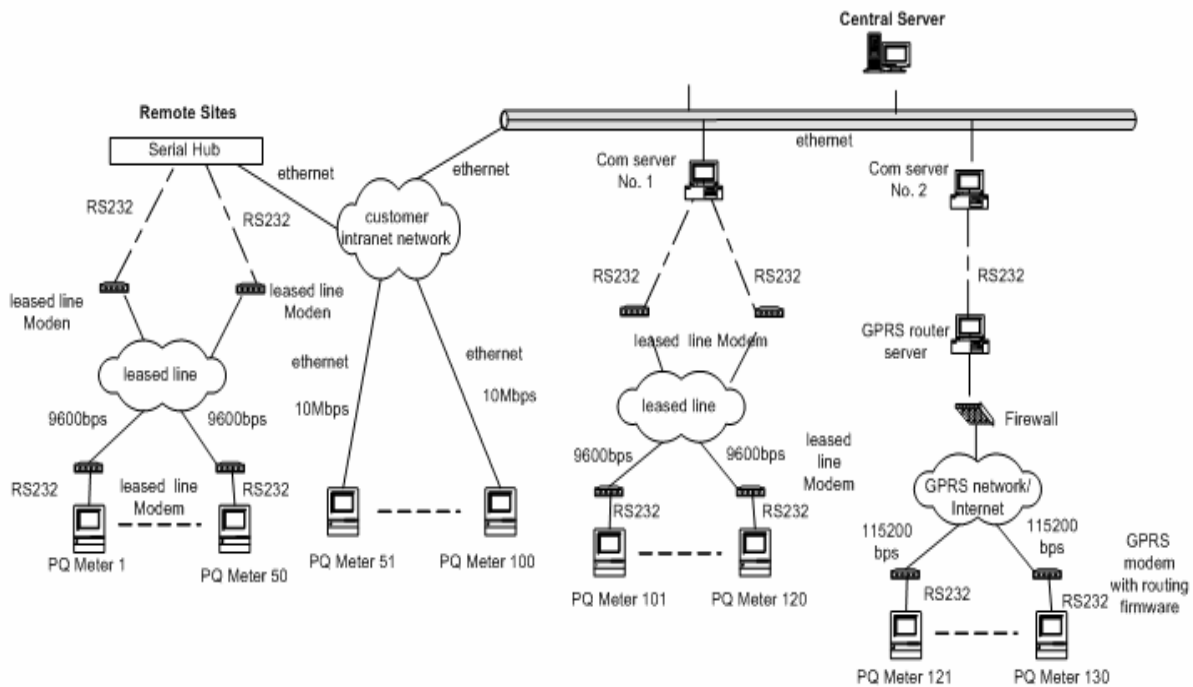 Central Server
Remote Sites
Serial Hub
ethernet
ethernet
ethernet
RS232
RS232
customer
intranet network
leased line
Moden
leased line
Moden
leased line
9600bps
9600bps
RS232
leased line
Modem
RS232
PQ Meter 1
PQ Meter 50
ethernet
10Mbps
ethernet
10Mbps
PQ Meter 51
PQ Meter 100
Com server
No. 1
RS232
RS232
leased line Modem
leased line
9600bps
9600bps
leased
line
Modem
RS232
RS232
PQ Meter 101
PQ Meter 120
Com server
No. 2
RS232
GPRS router
server
Firewall
GPRS network/
Internet
115200
bps
115200
bps
GPRS
modem
with routing
firmware
RS232
RS232
PQ Meter 121
PQ Meter 130